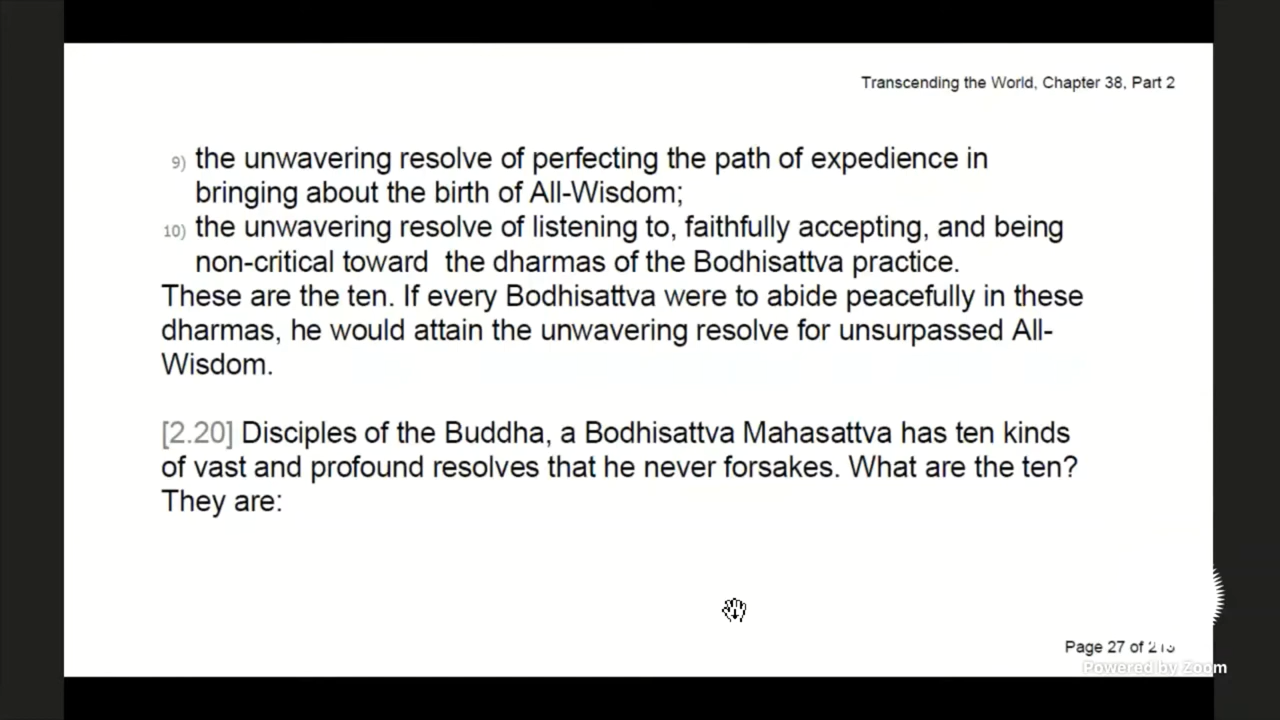 Transcending the World, Chapter 38, Part 2
9) the unwavering resolve of perfecting the path of expedience in
bringing about the birth of All-Wisdom;
10) the unwavering resolve of listening to, faithfully accepting, and being
non-critical toward  the dharmas of the Bodhisattva practice.
These are the ten. If every Bodhisattva were to abide peacefully in these
dharmas, he would attain the unwavering resolve for unsurpassed All-
Wisdom.
[2.20] Disciples of the Buddha, a Bodhisattva Mahasattva has ten kinds
of vast and profound resolves that he never forsakes. What are the ten?
They are:
Page 27 of
Powered by Zoom